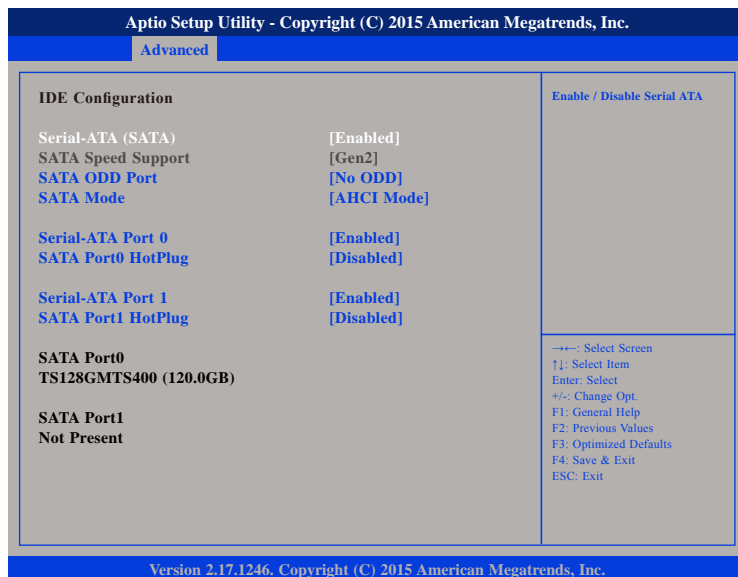 Aptio Setup Utility - Copyright (C) 2015 American Megatrends, Inc.
Advanced
IDE Configuration
Serial-ATA (SATA) [Enabled]
SATA Speed Support [Gen2]
SATA ODD Port [No ODD]
SATA Mode [AHCI Mode]
Serial-ATA Port 0 [Enabled]
SATA Port0 HotPlug [Disabled]
Serial-ATA Port 1 [Enabled]
SATA Port1 HotPlug [Disabled]
SATA Port0
TS128GMTS400 (120.0GB)
SATA Port1
Not Present
Enable / Disable Serial ATA
→←: Select Screen
↑↓: Select Item
Enter: Select
+/-: Change Opt.
F1: General Help
F2: Previous Values
F3: Optimized Defaults
F4: Save & Exit
ESC: Exit
Version 2.17.1246. Copyright (C) 2015 American Megatrends, Inc.